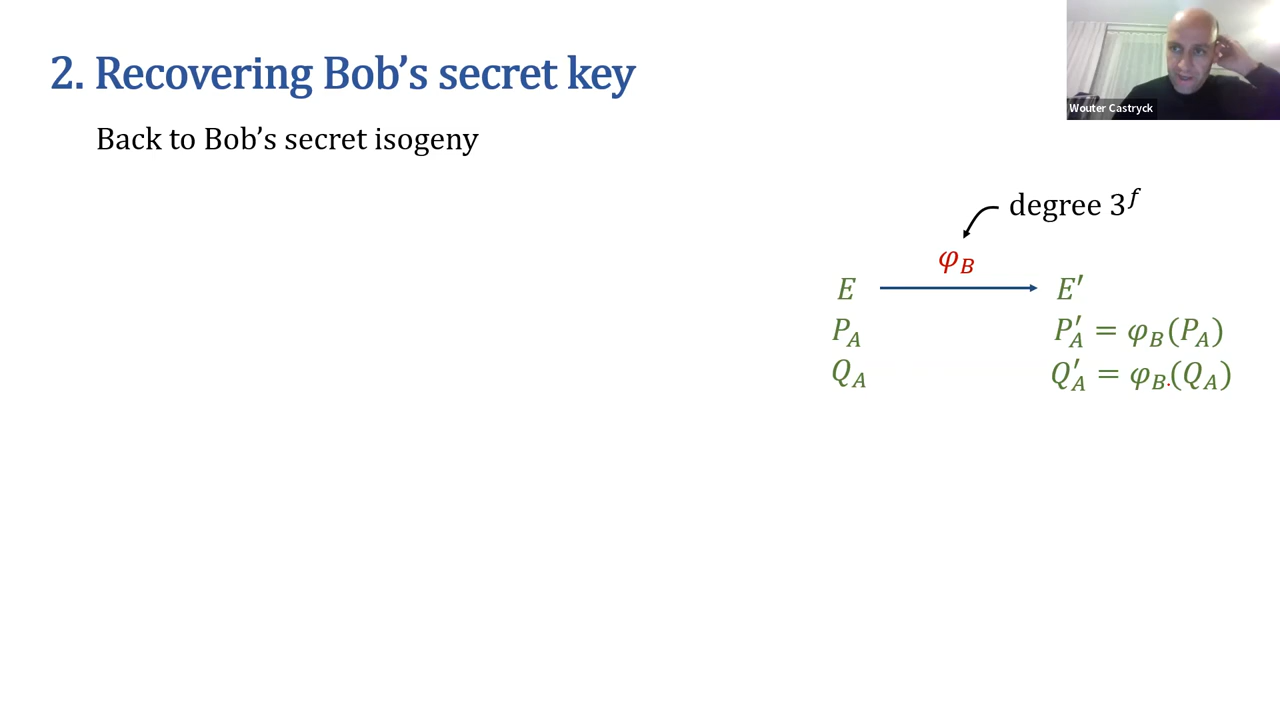 2. Recovering Bob's secret key
Wouter Castryck
Back to Bob's secret isogeny
degree 3^f
φ_B
E E′
P_A P′_A = φ_B(P_A)
Q_A Q′_A = φ_B(Q_A)